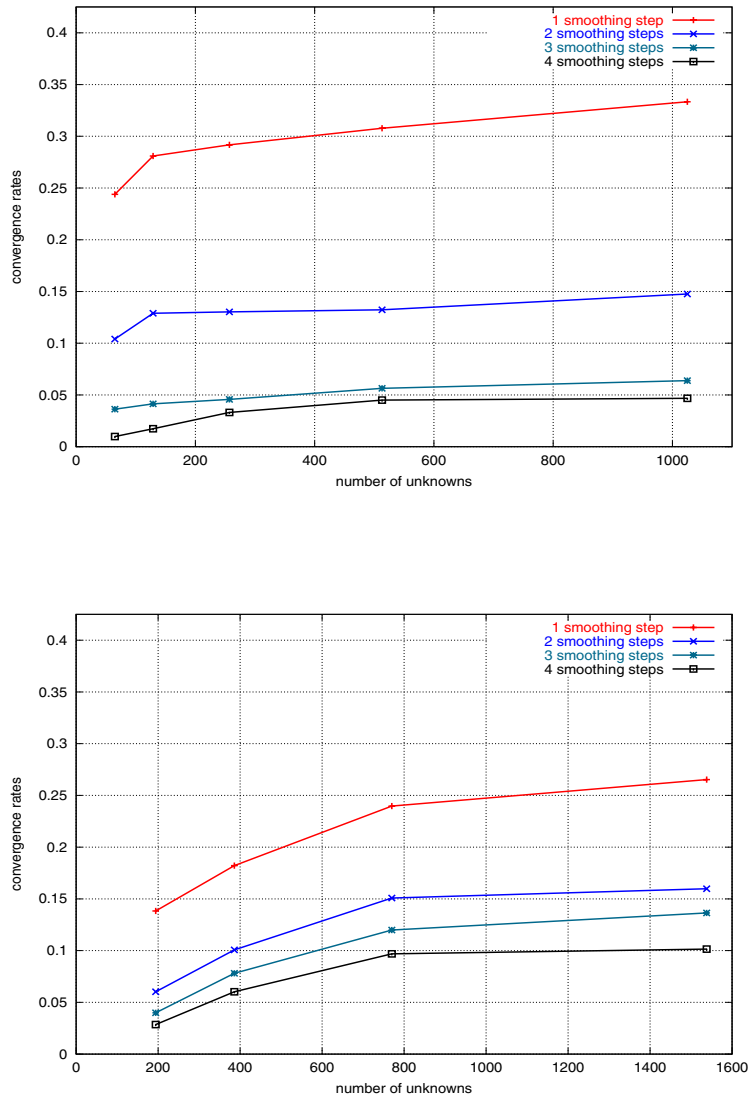 0.4
0.35
0.3
0.25
0.2
0.15
0.1
0.05
0
convergence rates
1 smoothing step
2 smoothing steps
3 smoothing steps
4 smoothing steps
0 200 400 600 800 1000
number of unknowns
0.4
0.35
0.3
0.25
0.2
0.15
0.1
0.05
0
convergence rates
1 smoothing step
2 smoothing steps
3 smoothing steps
4 smoothing steps
0 200 400 600 800 1000 1200 1400 1600
number of unknowns